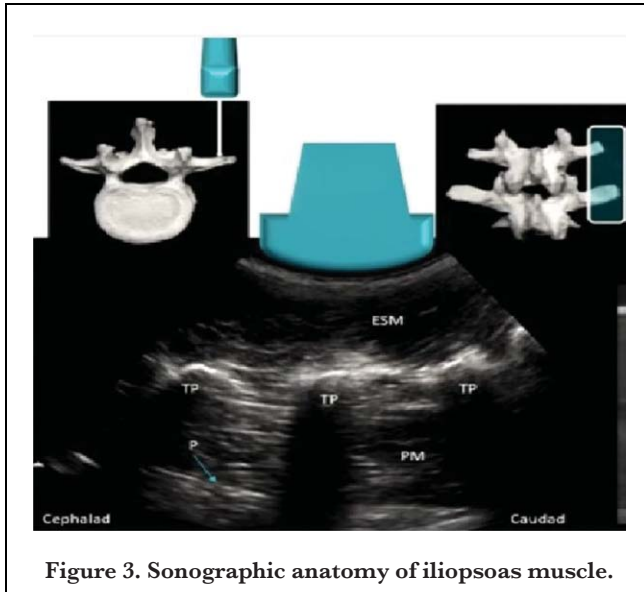 ESM
TP
TP
TP
P
PM
Cephalad
Caudad
Figure 3. Sonographic anatomy of iliopsoas muscle.